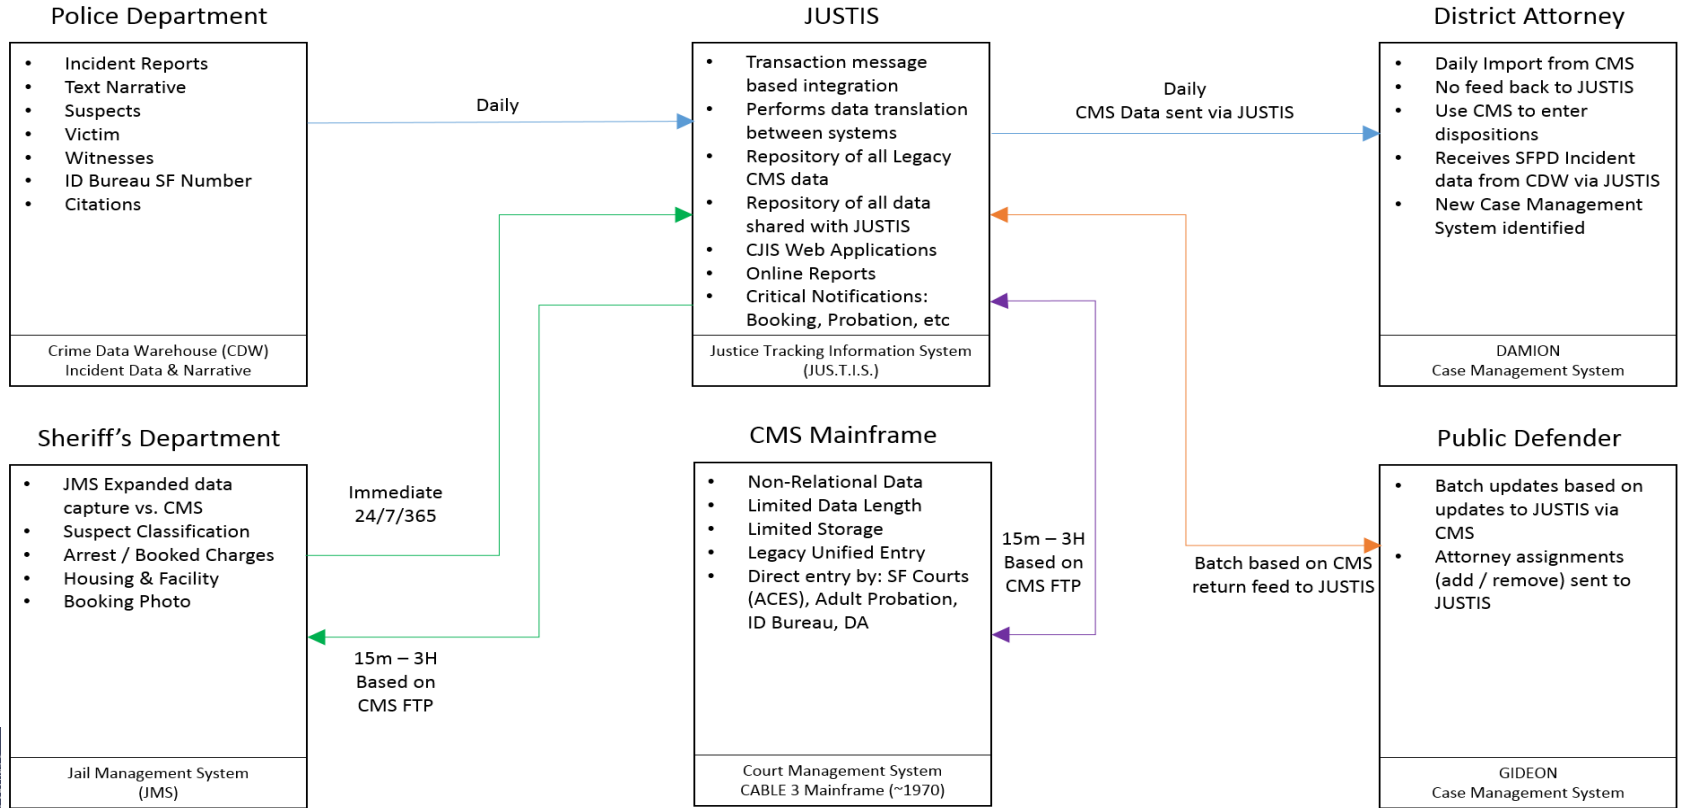 Police Department
• Incident Reports
• Text Narrative
• Suspects
• Victim
• Witnesses
• ID Bureau SF Number
• Citations
Crime Data Warehouse (CDW)
Incident Data & Narrative
Daily
JUSTIS
• Transaction message
based integration
• Performs data translation
between systems
• Repository of all Legacy
CMS data
• Repository of all data
shared with JUSTIS
• CJIS Web Applications
• Online Reports
• Critical Notifications:
Booking, Probation, etc
Justice Tracking Information System
(JUS.T.I.S.)
Daily
CMS Data sent via JUSTIS
District Attorney
• Daily Import from CMS
• No feed back to JUSTIS
• Use CMS to enter
dispositions
• Receives SFPD Incident
data from CDW via JUSTIS
• New Case Management
System identified
DAMION
Case Management System
Sheriff's Department
• JMS Expanded data
capture vs. CMS
• Suspect Classification
• Arrest / Booked Charges
• Housing & Facility
• Booking Photo
Jail Management System
(JMS)
Immediate
24/7/365
15m – 3H
Based on
CMS FTP
CMS Mainframe
• Non-Relational Data
• Limited Data Length
• Limited Storage
• Legacy Unified Entry
• Direct entry by: SF Courts
(ACES), Adult Probation,
ID Bureau, DA
Court Management System
CABLE 3 Mainframe (~1970)
15m – 3H
Based on
CMS FTP
Batch based on CMS
return feed to JUSTIS
Public Defender
• Batch updates based on
updates to JUSTIS via
CMS
• Attorney assignments
(add / remove) sent to
JUSTIS
GIDEON
Case Management System